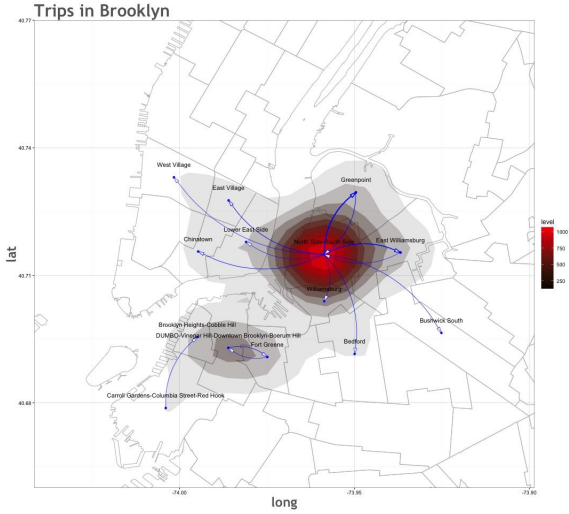 Trips in Brooklyn
40.77
40.74
40.71
40.68
lat
West Village
Greenpoint
East Village
Lower East Side
Chinatown
North Side-South Side
East Williamsburg
Williamsburg
Bushwick South
Brooklyn Heights-Cobble Hill
DUMBO-Vinegar Hill-Downtown Brooklyn-Boerum Hill
Fort Greene
Bedford
Carroll Gardens-Columbia Street-Red Hook
level
1000
750
500
250
-74.00
-73.95
-73.90
long